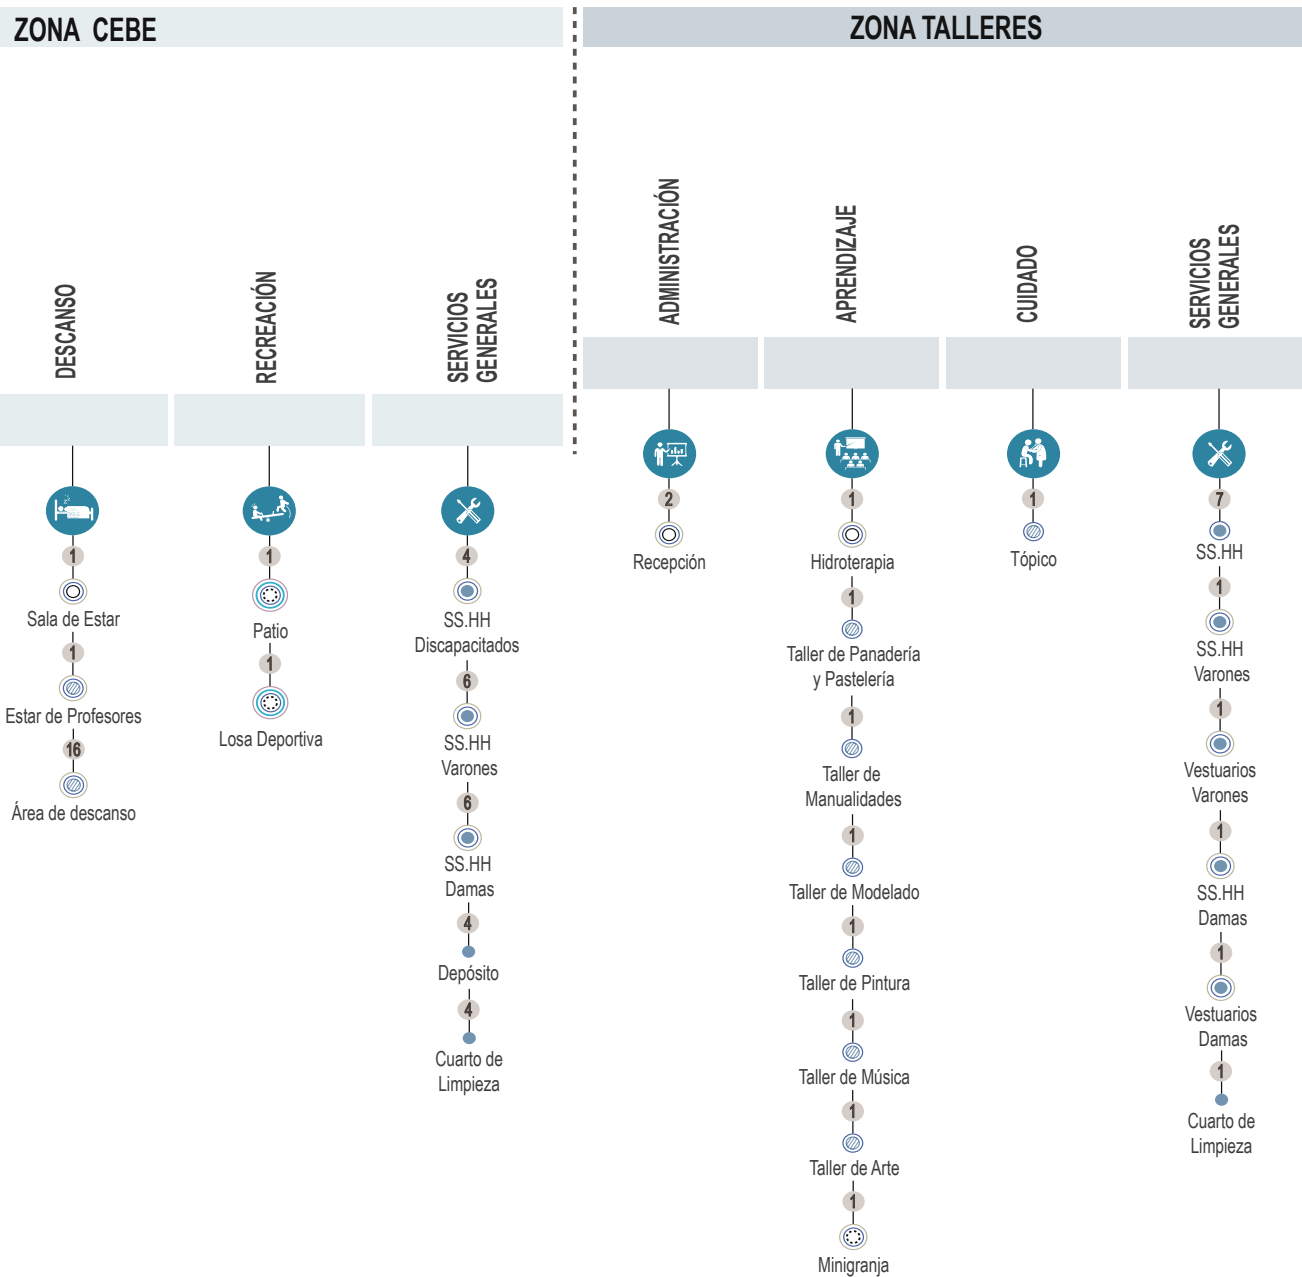 ZONA CEBE
DESCANSO
1
Sala de Estar
1
Estar de Profesores
16
Área de descanso
RECREACIÓN
1
Patio
1
Losa Deportiva
SERVICIOS
GENERALES
4
SS.HH
Discapacitados
6
SS.HH
Varones
6
SS.HH
Damas
4
Depósito
4
Cuarto de
Limpieza
ZONA TALLERES
ADMINISTRACIÓN
2
Recepción
APRENDIZAJE
1
Hidroterapia
1
Taller de Panadería
y Pastelería
1
Taller de
Manualidades
1
Taller de Modelado
1
Taller de Pintura
1
Taller de Música
1
Taller de Arte
1
Minigranja
CUIDADO
1
Tópico
SERVICIOS
GENERALES
7
SS.HH
1
SS.HH
Varones
1
Vestuarios
Varones
1
SS.HH
Damas
1
Vestuarios
Damas
1
Cuarto de
Limpieza